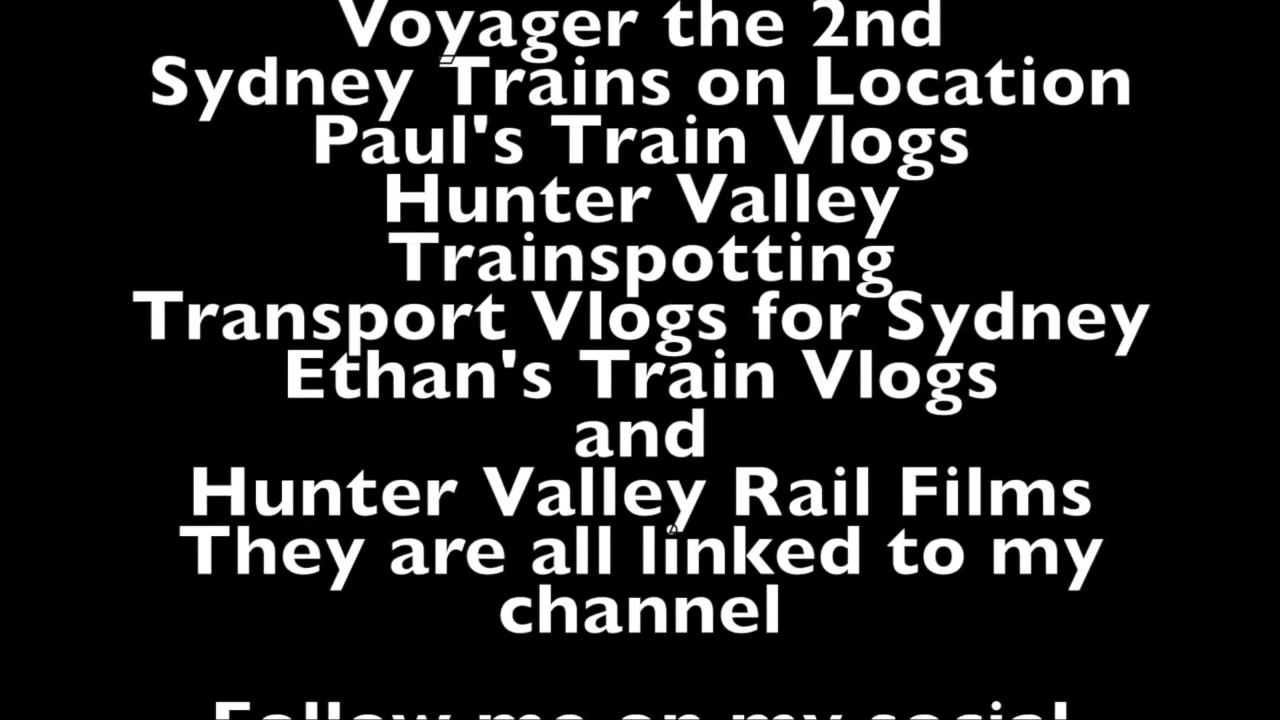 Voyager the 2nd
Sydney Trains on Location
Paul's Train Vlogs
Hunter Valley
Trainspotting
Transport Vlogs for Sydney
Ethan's Train Vlogs
and
Hunter Valley Rail Films
They are all linked to my
channel
Follow me on my social